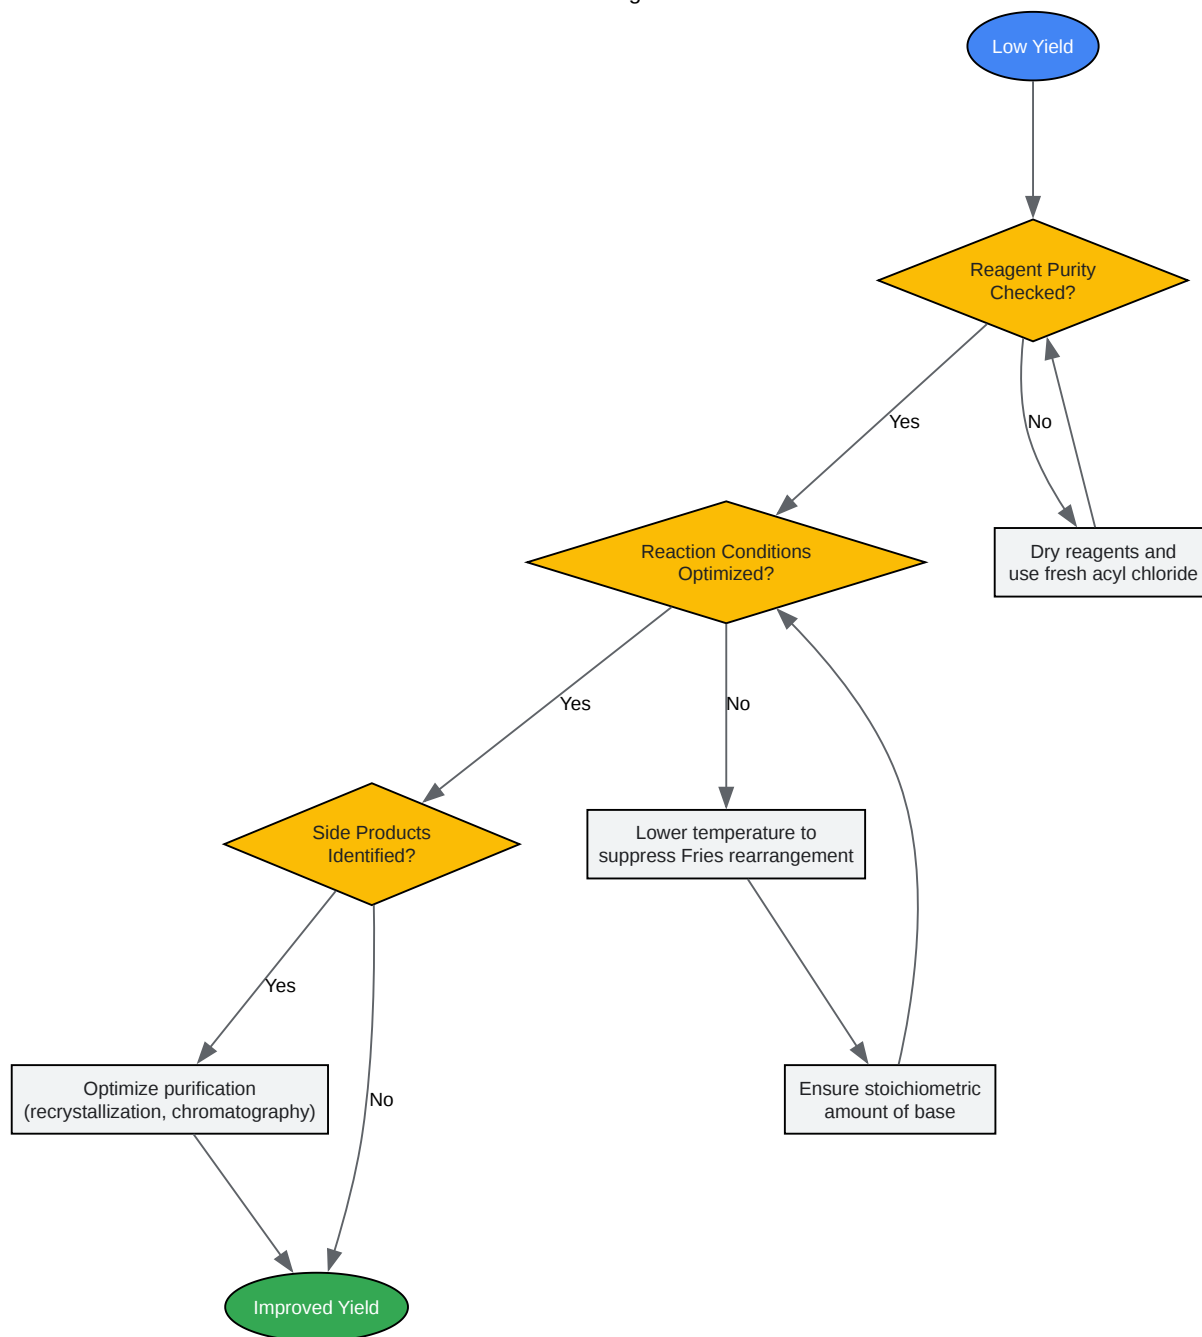 Low Yield
Reagent Purity
Checked?
Yes
No
Dry reagents and
use fresh acyl chloride
Reaction Conditions
Optimized?
Yes
No
Side Products
Identified?
Lower temperature to
suppress Fries rearrangement
Yes
No
Optimize purification
(recrystallization, chromatography)
Ensure stoichiometric
amount of base
Improved Yield